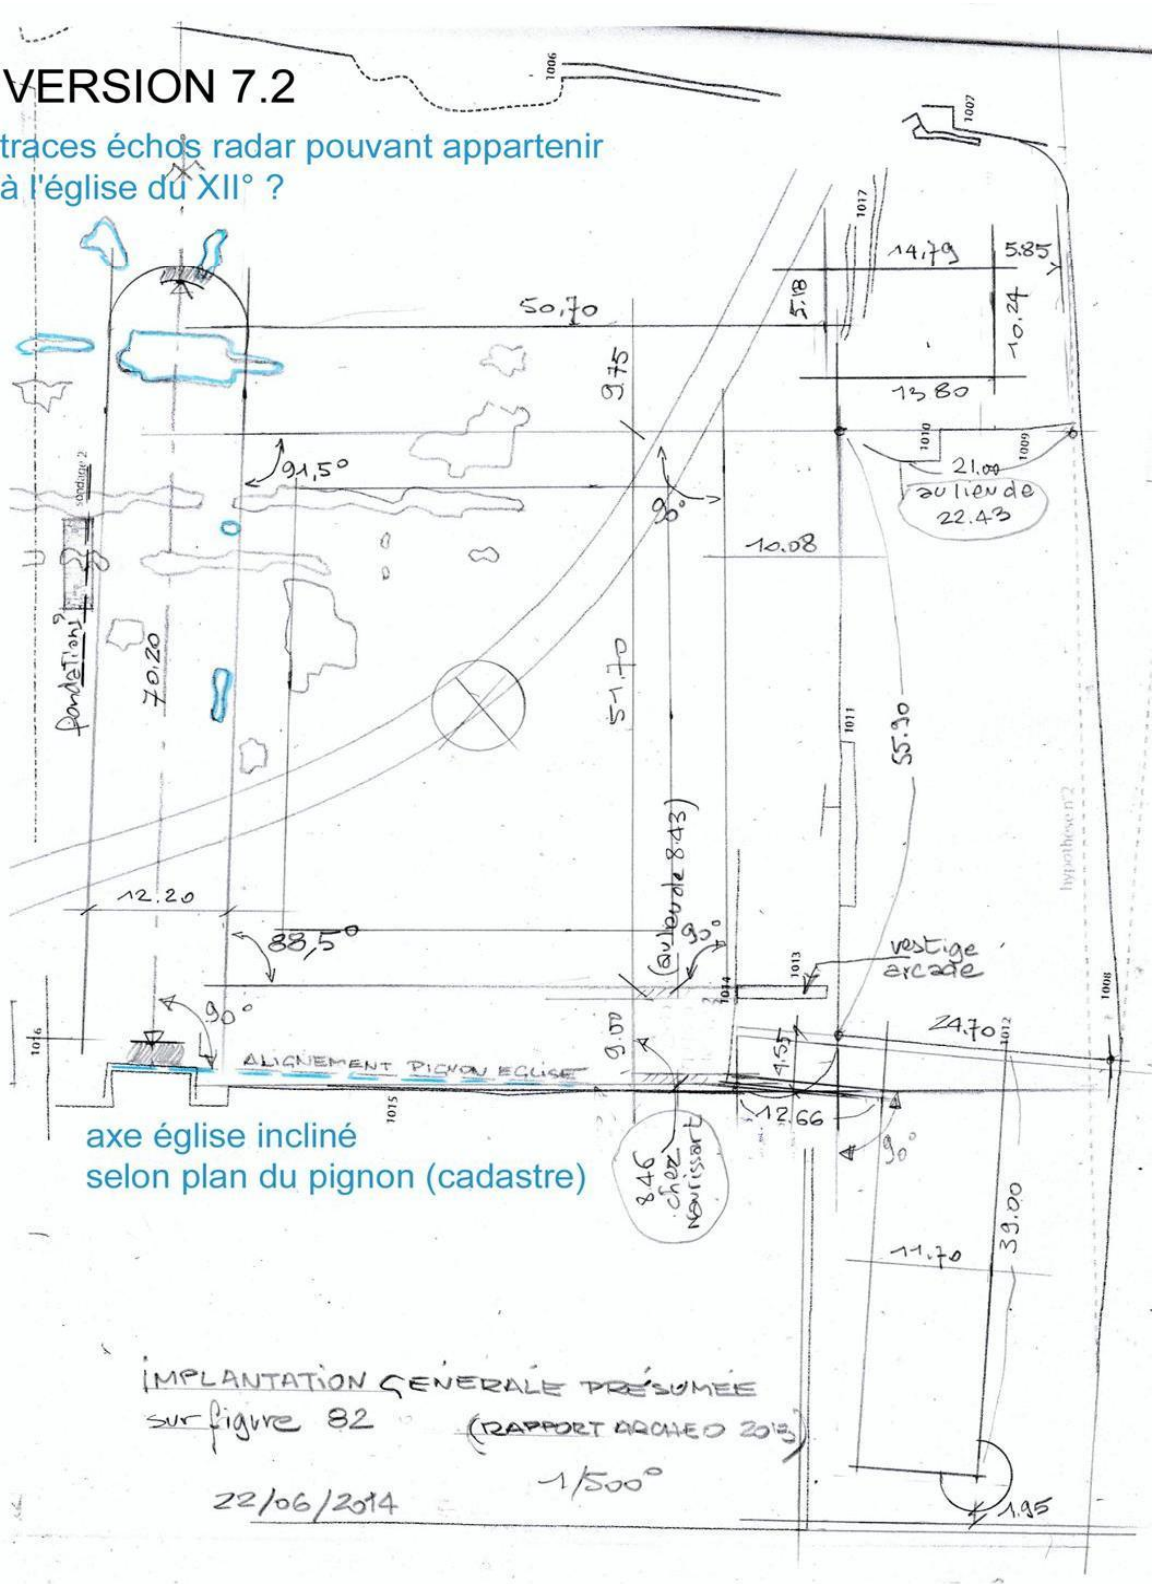 VERSION 7.2
traces échos radar pouvant appartenir
à l'église du XII° ?
1006
1007
1017
14,79
5.85
5.18
10.24
50,70
9.75
13.80
1010
1009
21.00
au lieu de
22.43
91,5°
90°
sondage 2
10.08
fondations?
70.20
51.70
55.90
1011
hypothèse n°2
12.20
88,5°
(au lieu de 8.43)
90°
1014
1013
vestige
arcade
1008
1016
90°
9.00
4.55
24.70
1012
ALIGNEMENT PIGNON EGLISE
1015
12.66
90°
axe église incliné
selon plan du pignon (cadastre)
8.46
chez
Nourissart
11.70
39.00
IMPLANTATION GENERALE PRÉSUMÉE
sur figure 82 (RAPPORT ARCHEO 2013)
1/500°
22/06/2014
1.95